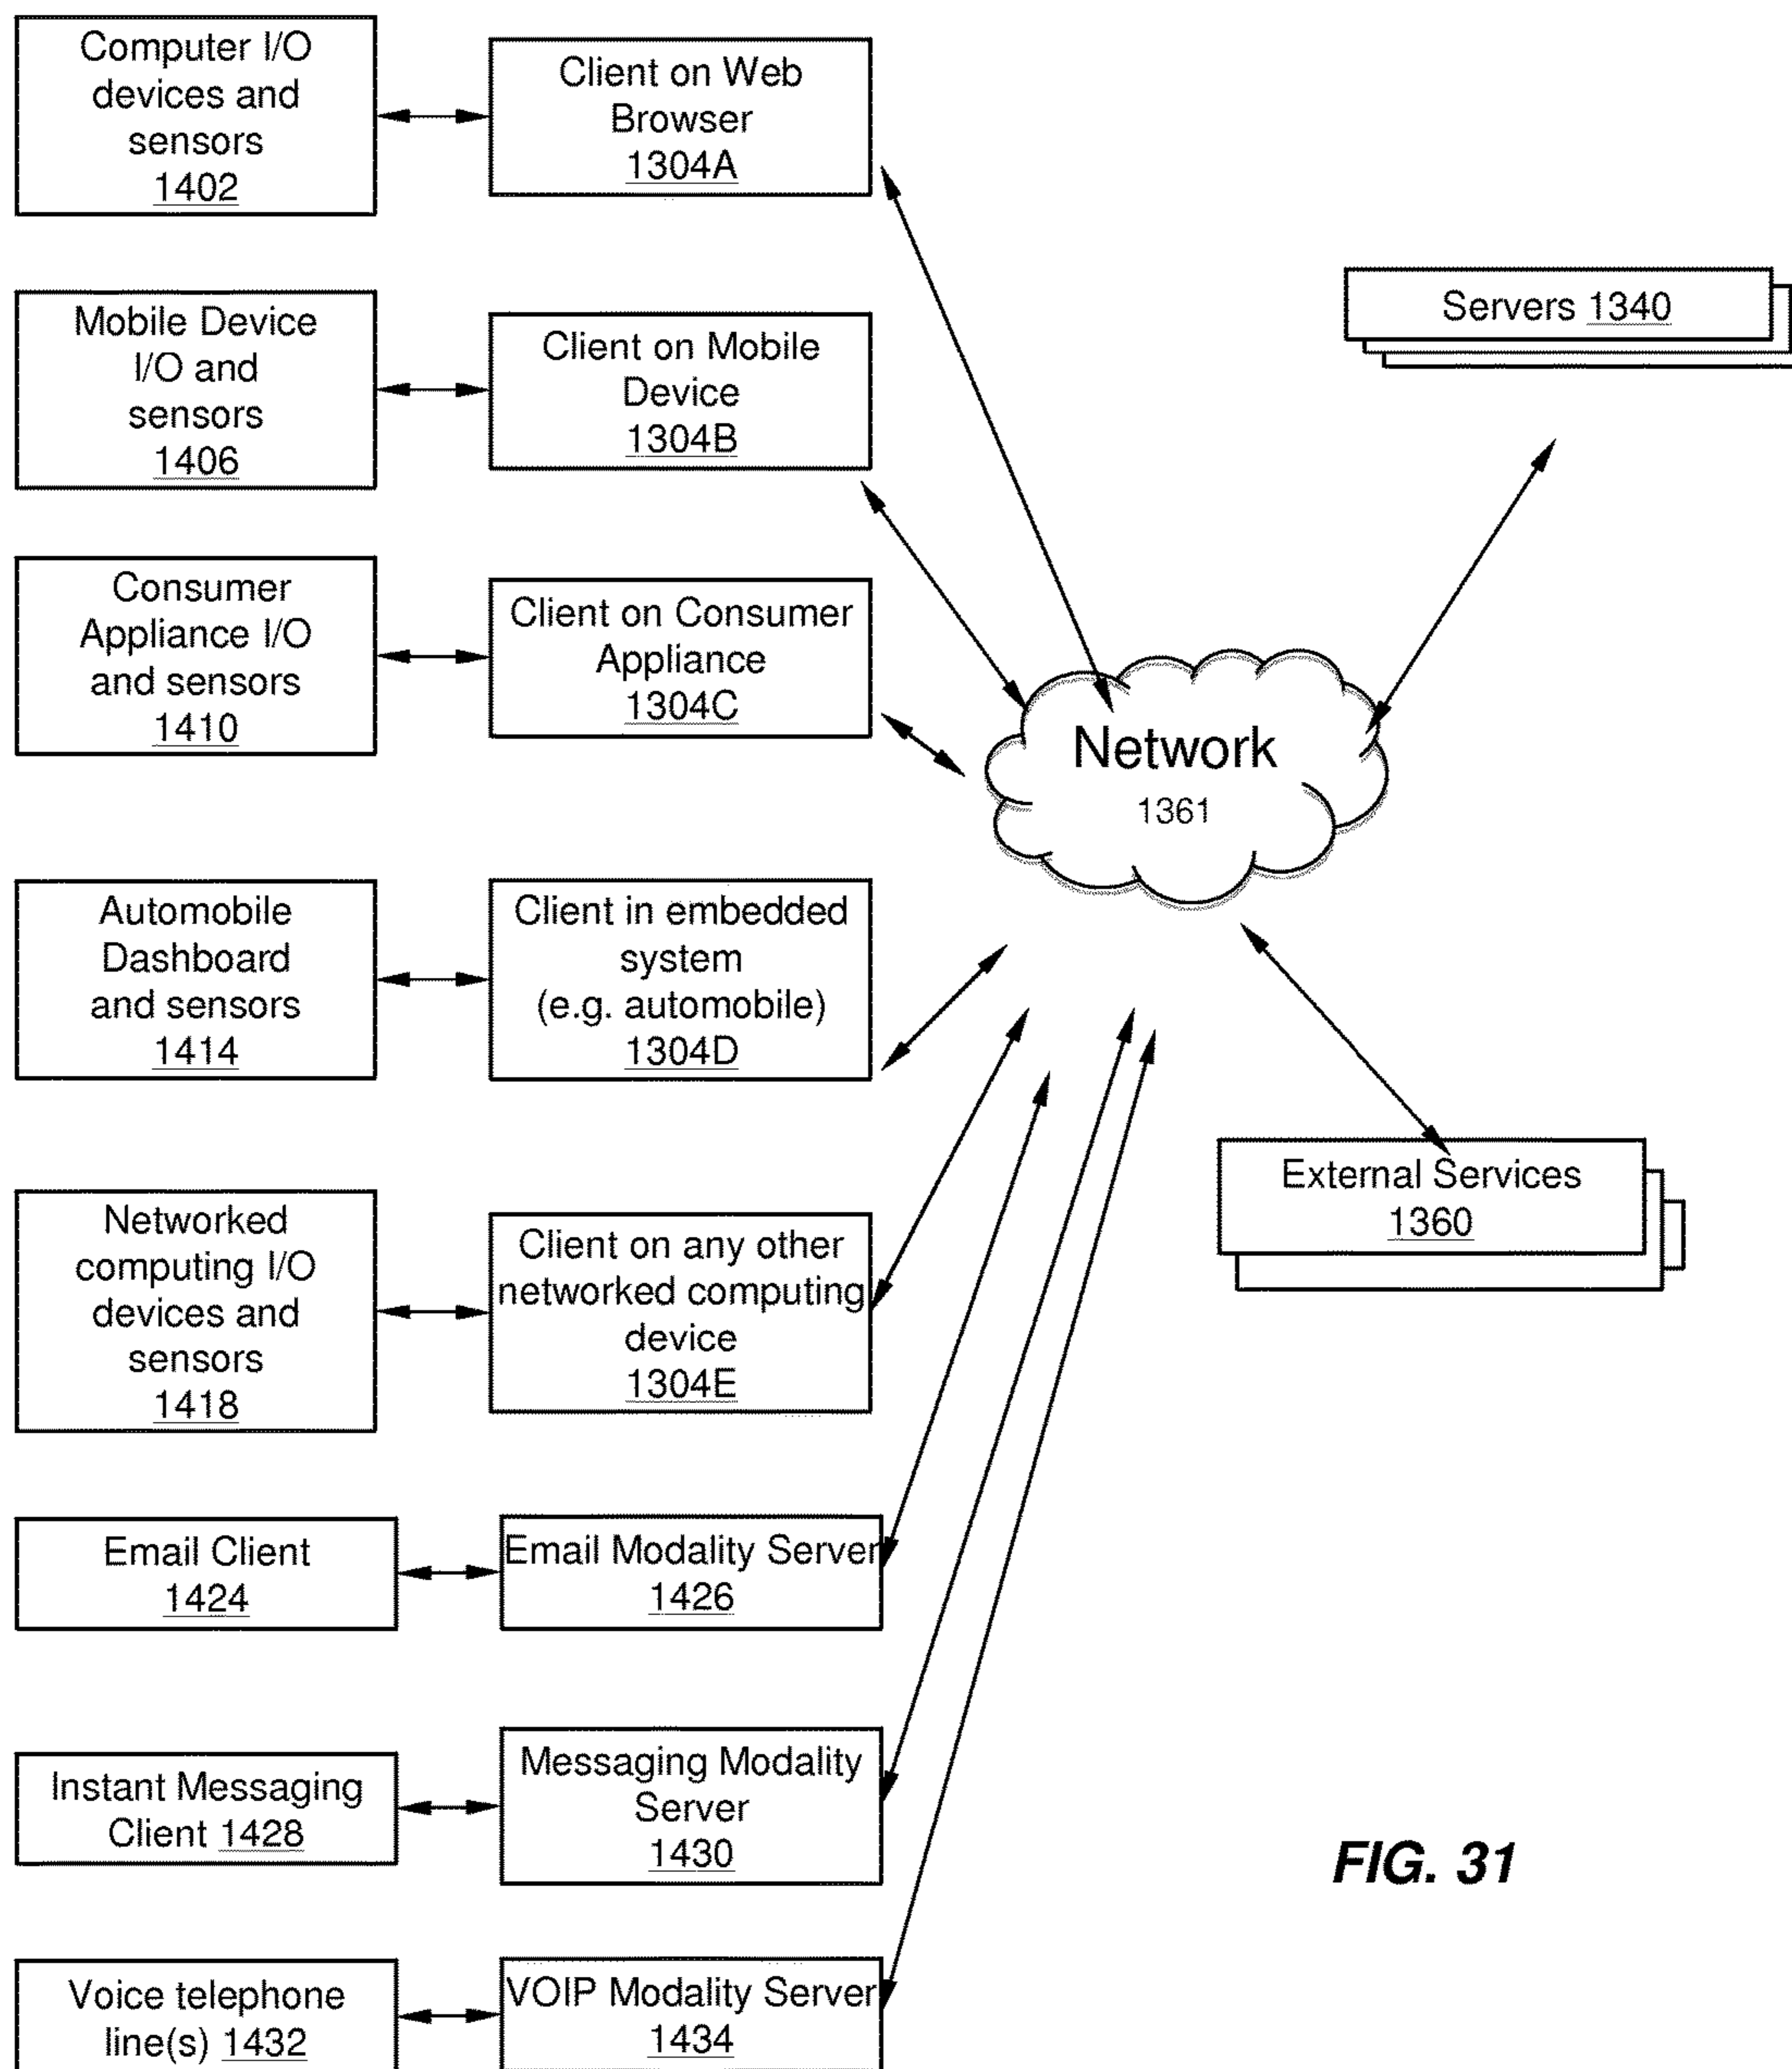 Computer I/O
devices and
sensors
1402
Client on Web
Browser
1304A
Mobile Device
I/O and
sensors
1406
Client on Mobile
Device
1304B
Servers 1340
Consumer
Appliance I/O
and sensors
1410
Client on Consumer
Appliance
1304C
Network
1361
Automobile
Dashboard
and sensors
1414
Client in embedded
system
(e.g. automobile)
1304D
External Services
1360
Networked
computing I/O
devices and
sensors
1418
Client on any other
networked computing
device
1304E
Email Client
1424
Email Modality Server
1426
Instant Messaging
Client 1428
Messaging Modality
Server
1430
FIG. 31
Voice telephone
line(s) 1432
VOIP Modality Server
1434